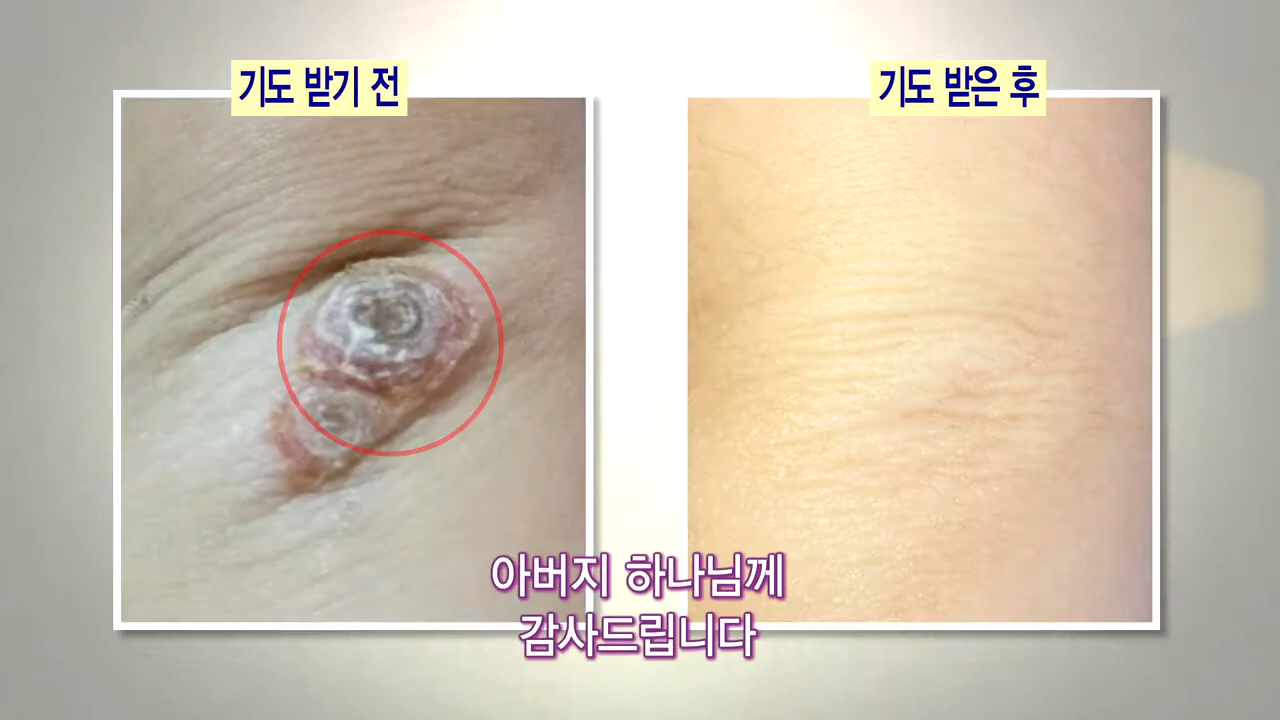 기도 받기 전
기도 받은 후
아버지 하나님께
감사드립니다